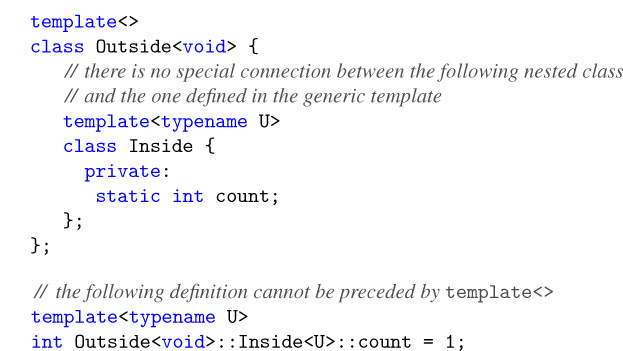 template<>
class Outside<void> {
// there is no special connection between the following nested class
// and the one defined in the generic template
template<typename U>
class Inside {
private:
static int count;
};
};
// the following definition cannot be preceded by template<>
template<typename U>
int Outside<void>::Inside<U>::count = 1;